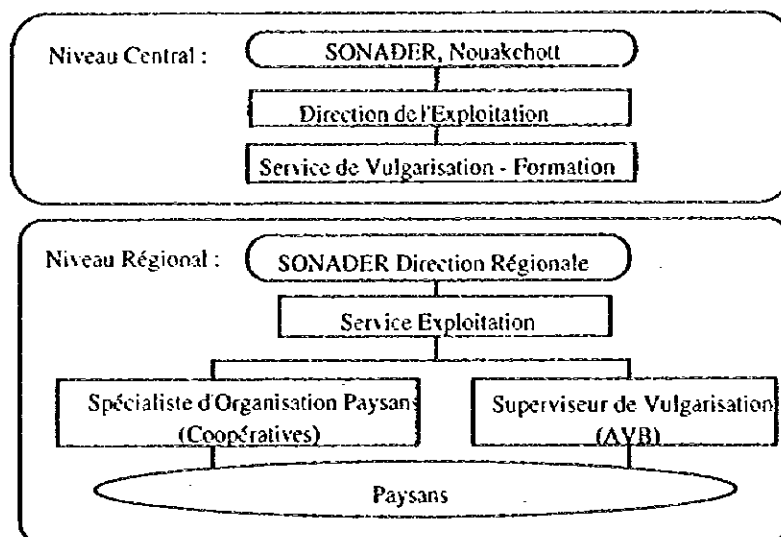 Niveau Central :
SONADER, Nouakchott
Direction de l'Exploitation
Service de Vulgarisation - Formation
Niveau Régional :
SONADER Direction Régionale
Service Exploitation
Spécialiste d'Organisation Paysans
(Coopératives)
Superviseur de Vulgarisation
(AVB)
Paysans